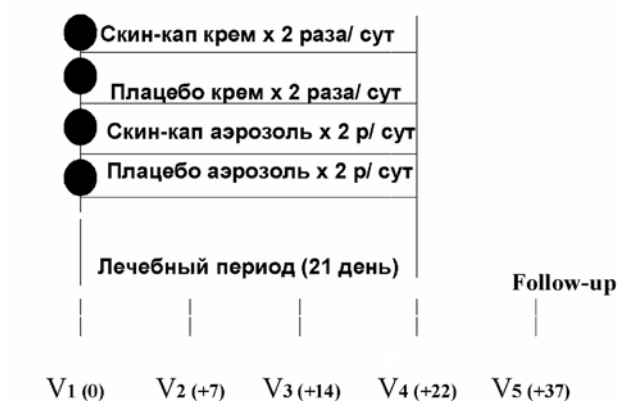 Скин-кап крем х 2 раза/ сут
Плацебо крем х 2 раза/ сут
Скин-кап аэрозоль х 2 р/ сут
Плацебо аэрозоль х 2 р/ сут
Лечебный период (21 день)
Follow-up
V1 (0) V2 (+7) V3 (+14) V4 (+22) V5 (+37)